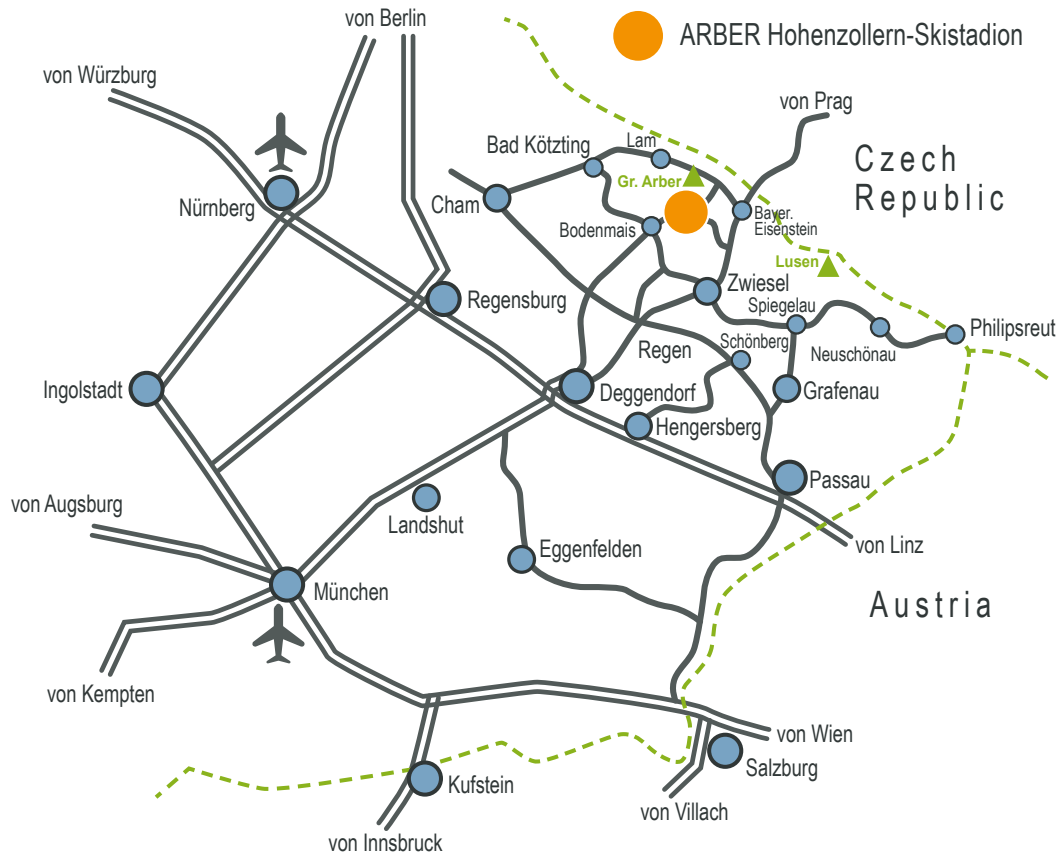 von Berlin
ARBER Hohenzollern-Skistadion
von Würzburg
von Prag
Bad Kötzting
Lam
Czech
Republic
Gr. Arber
Nürnberg
Cham
Bodenmais
Bayer.
Eisenstein
Lusen
Zwiesel
Regensburg
Spiegelau
Philipsreut
Schönberg
Neuschönau
Regen
Ingolstadt
Deggendorf
Grafenau
Hengersberg
Passau
von Augsburg
Landshut
von Linz
Eggenfelden
München
Austria
von Kempten
von Wien
Salzburg
Kufstein
von Villach
von Innsbruck